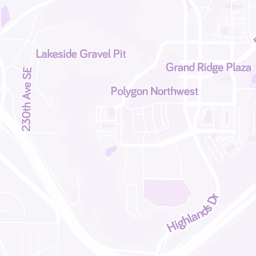 Lakeside Gravel Pit
Grand Ridge Plaza
Polygon Northwest
230th Ave SE
Highlands Dr